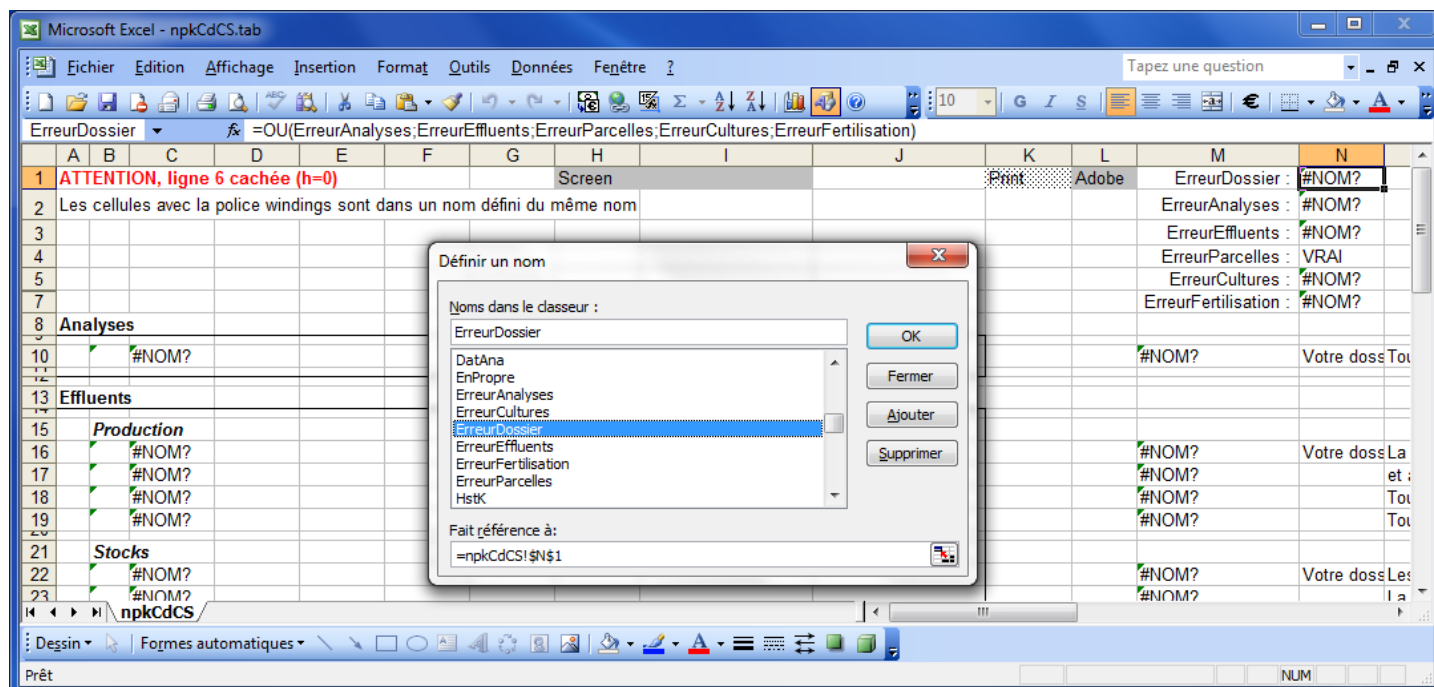 Microsoft Excel - npkCdCS.tab
Fichier Edition Affichage Insertion Format Outils Données Fenêtre ? Tapez une question
10 G I S €
ErreurDossier fx =OU(ErreurAnalyses;ErreurEffluents;ErreurParcelles;ErreurCultures;ErreurFertilisation)
A B C D E F G H I J K L M N
1 ATTENTION, ligne 6 cachée (h=0) Screen Print Adobe ErreurDossier : #NOM?
2 Les cellules avec la police windings sont dans un nom défini du même nom ErreurAnalyses : #NOM?
3 ErreurEffluents : #NOM?
4 ErreurParcelles : VRAI
5 ErreurCultures : #NOM?
7 ErreurFertilisation : #NOM?
8 Analyses
10 #NOM? #NOM? Votre doss Tou
13 Effluents
15 Production
16 #NOM? #NOM? Votre doss La
17 #NOM? #NOM? et a
18 #NOM? #NOM? Tou
19 #NOM? #NOM? Tou
21 Stocks
22 #NOM? #NOM? Votre doss Les
23 #NOM? #NOM? La
Définir un nom
Noms dans le classeur :
ErreurDossier
DatAna
EnPropre
ErreurAnalyses
ErreurCultures
ErreurDossier
ErreurEffluents
ErreurFertilisation
ErreurParcelles
HstK
OK
Fermer
Ajouter
Supprimer
Fait référence à:
=npkCdCS!$N$1
npkCdCS
Dessin Formes automatiques
Prêt NUM